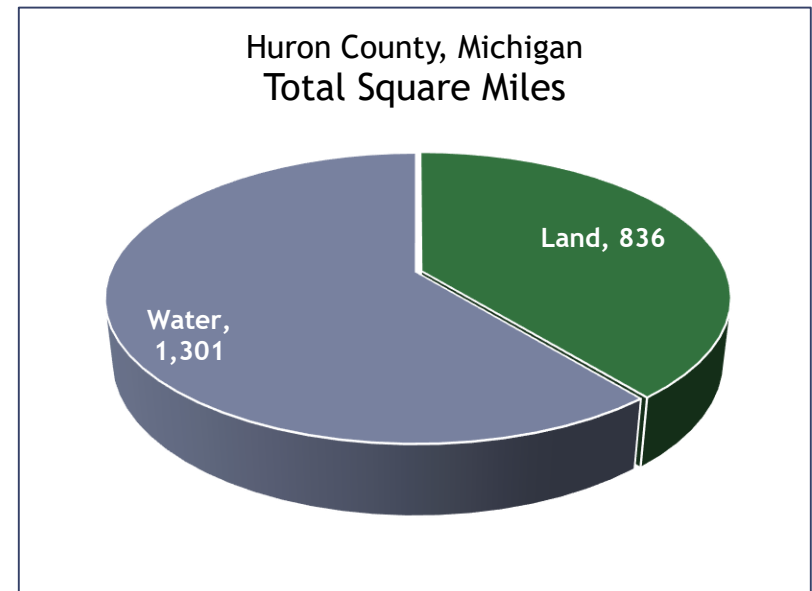 Huron County, Michigan
Total Square Miles
Land, 836
Water,
1,301